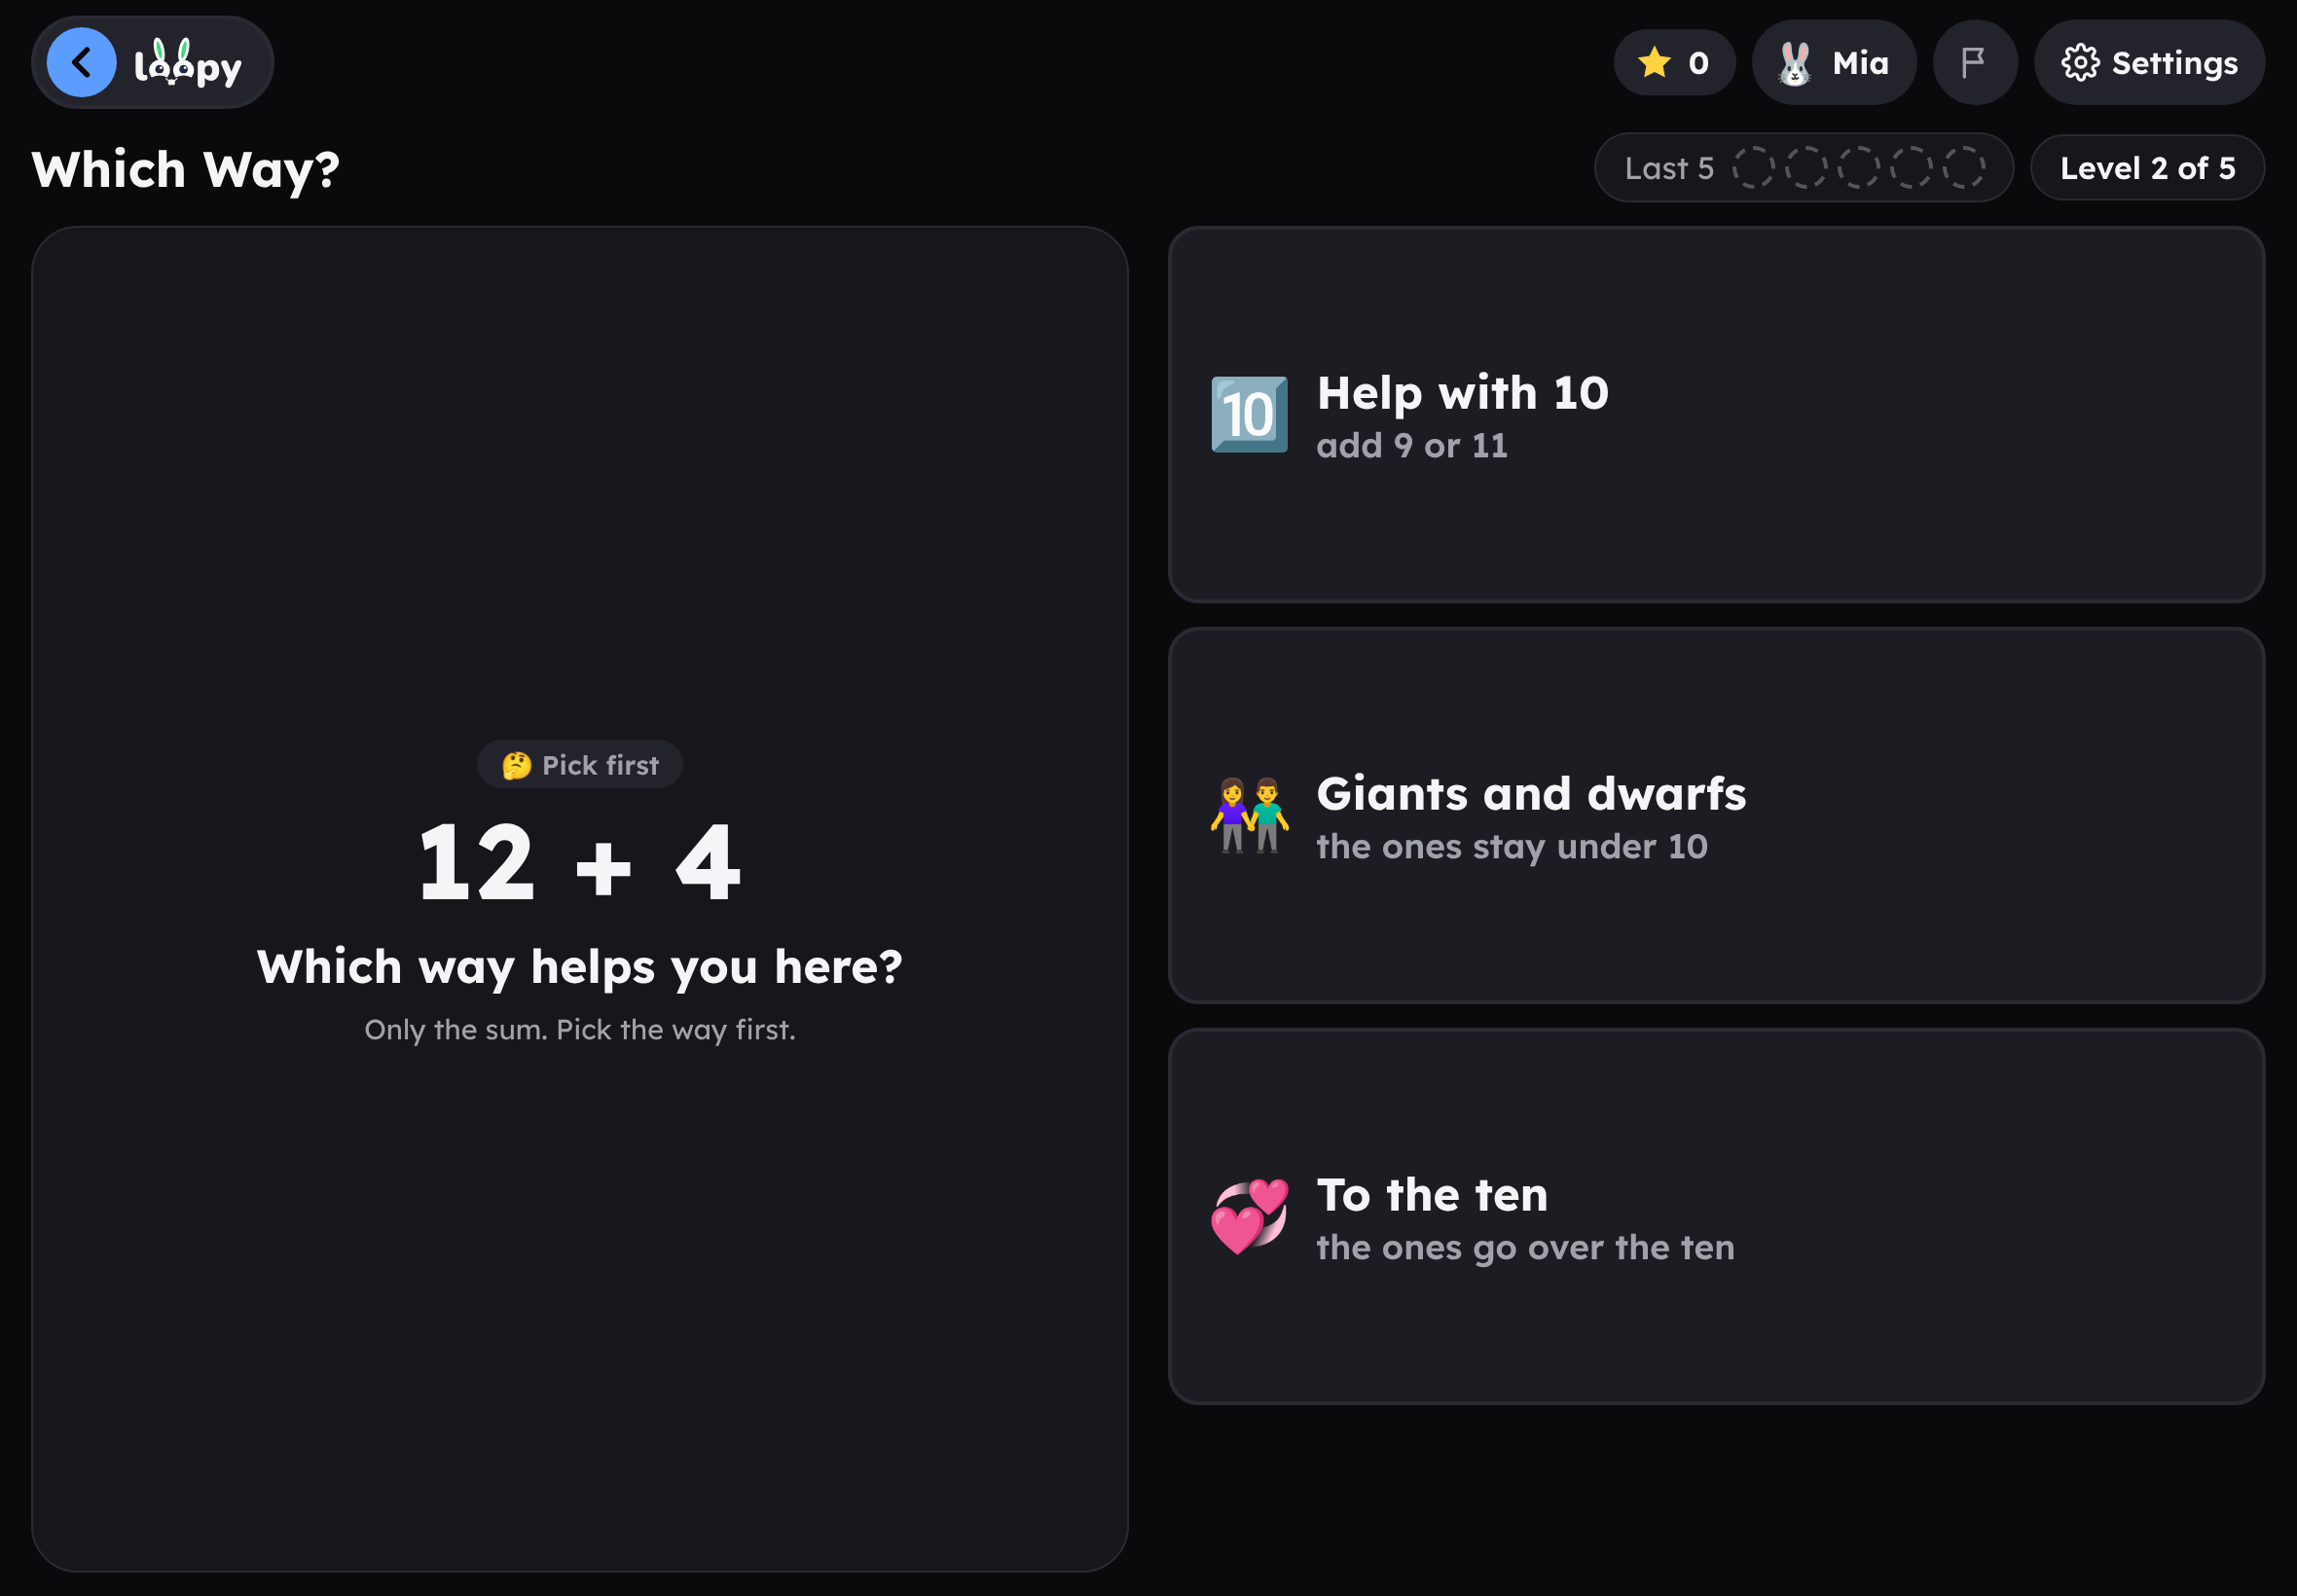 loopy
0
Mia
Settings
Which Way?
Last 5
Level 2 of 5
🤔 Pick first
12 + 4
Which way helps you here?
Only the sum. Pick the way first.
10
Help with 10
add 9 or 11
Giants and dwarfs
the ones stay under 10
To the ten
the ones go over the ten